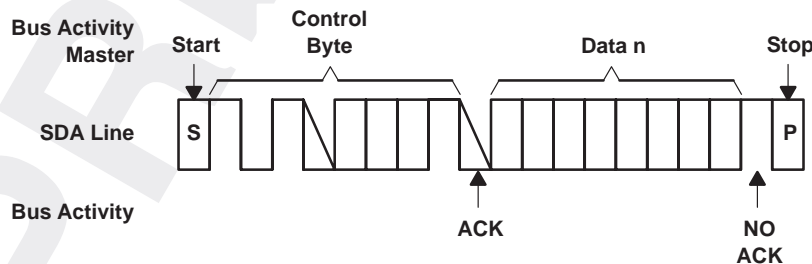 Bus Activity
Master
Start
Control
Byte
Data n
Stop
SDA Line
S
P
Bus Activity
ACK
NO
ACK